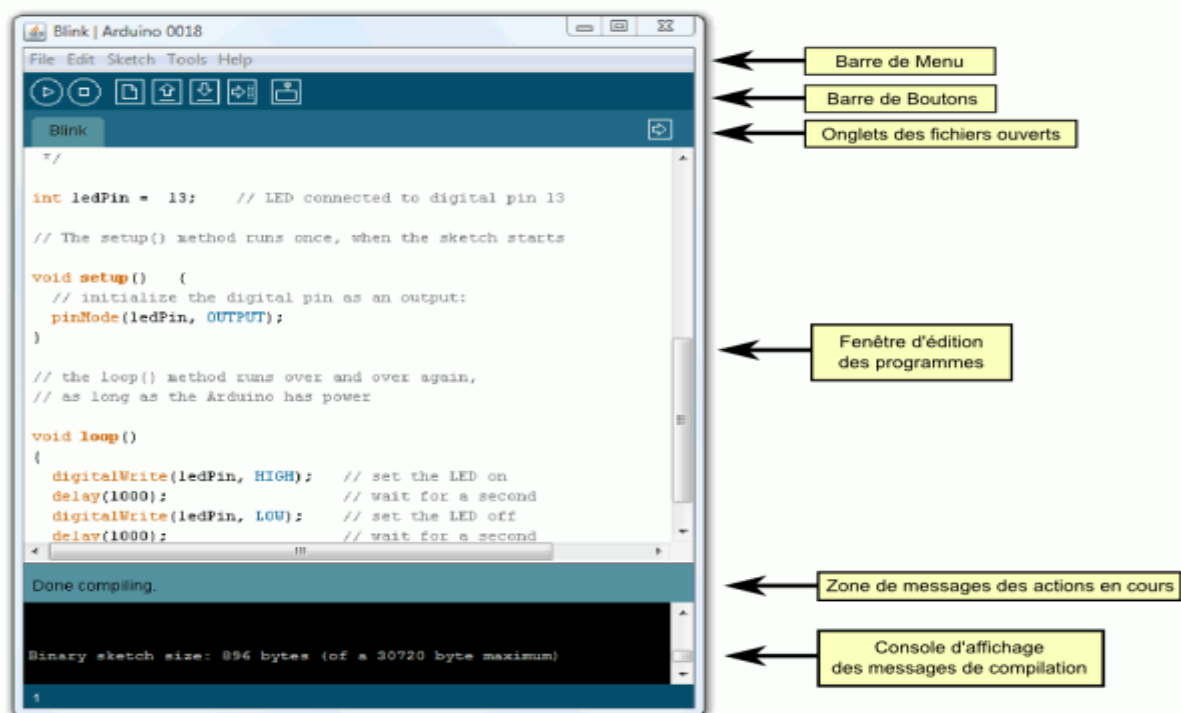 Blink | Arduino 0018
File Edit Sketch Tools Help
Barre de Menu
Barre de Boutons
Blink
Onglets des fichiers ouverts
*/
int ledPin = 13; // LED connected to digital pin 13
// The setup() method runs once, when the sketch starts
void setup() {
// initialize the digital pin as an output:
pinMode(ledPin, OUTPUT);
}
Fenêtre d'édition
des programmes
// the loop() method runs over and over again,
// as long as the Arduino has power
void loop()
{
digitalWrite(ledPin, HIGH); // set the LED on
delay(1000); // wait for a second
digitalWrite(ledPin, LOW); // set the LED off
delay(1000); // wait for a second
Done compiling.
Zone de messages des actions en cours
Binary sketch size: 896 bytes (of a 30720 byte maximum)
Console d'affichage
des messages de compilation
1